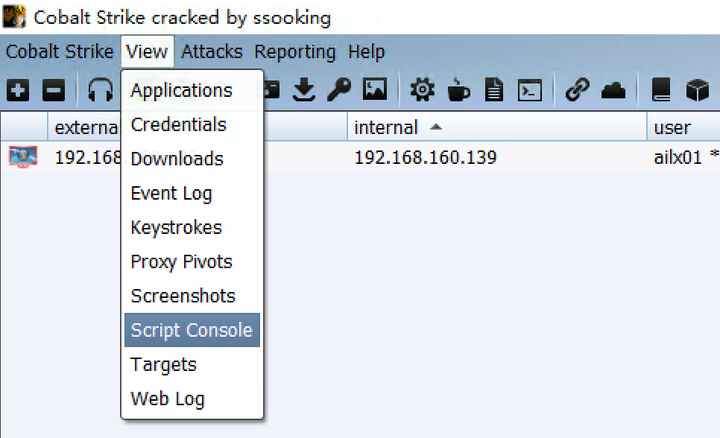 Cobalt Strike cracked by ssooking
Cobalt Strike View Attacks Reporting Help
externa internal user
192.168 192.168.160.139 ailx01 *
Applications
Credentials
Downloads
Event Log
Keystrokes
Proxy Pivots
Screenshots
Script Console
Targets
Web Log